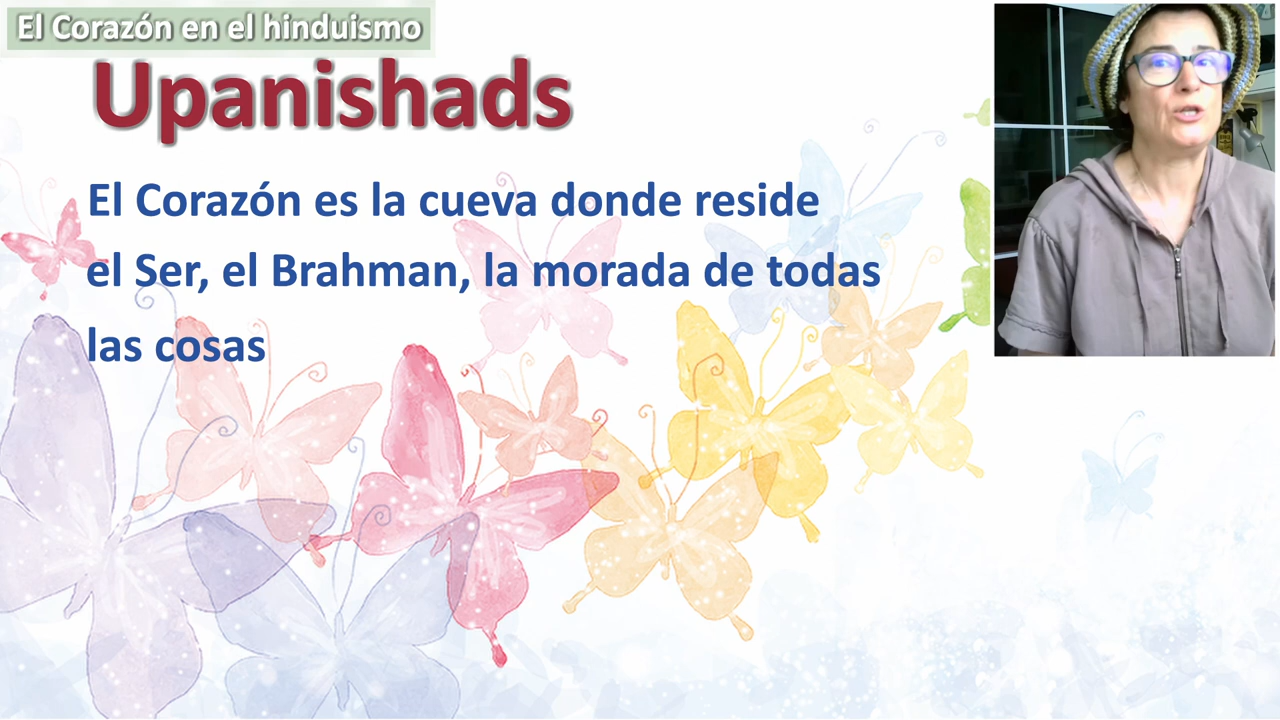 El Corazón en el hinduismo
Upanishads
El Corazón es la cueva donde reside
el Ser, el Brahman, la morada de todas
las cosas